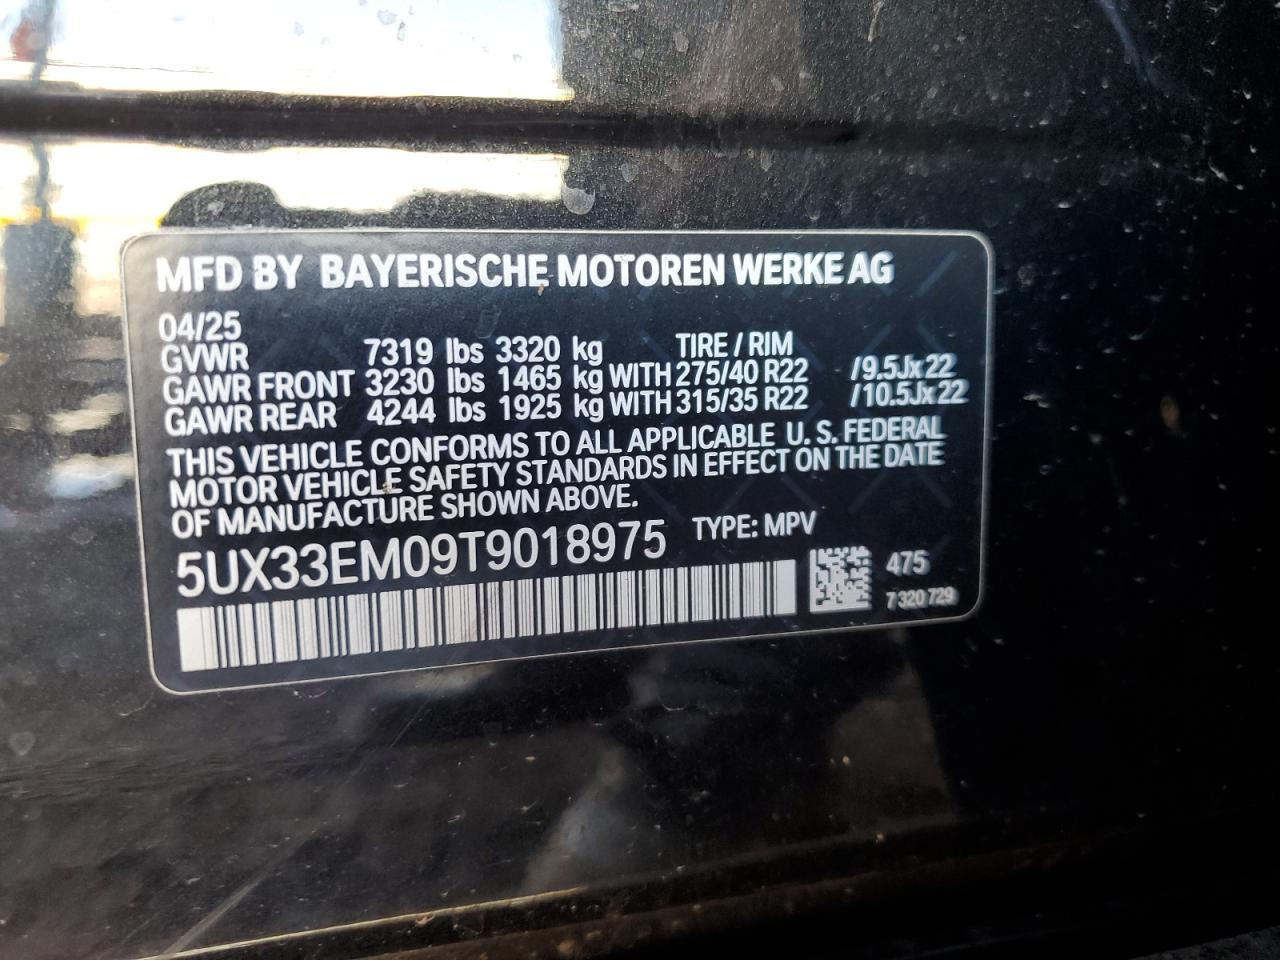 MFD BY BAYERISCHE MOTOREN WERKE AG
04/25
GVWR 7319 lbs 3320 kg TIRE / RIM
GAWR FRONT 3230 lbs 1465 kg WITH 275/40 R22 /9.5Jx22
GAWR REAR 4244 lbs 1925 kg WITH 315/35 R22 /10.5Jx22
THIS VEHICLE CONFORMS TO ALL APPLICABLE U.S. FEDERAL
MOTOR VEHICLE SAFETY STANDARDS IN EFFECT ON THE DATE
OF MANUFACTURE SHOWN ABOVE.
5UX33EM09T9018975 TYPE: MPV
475
7 320 729